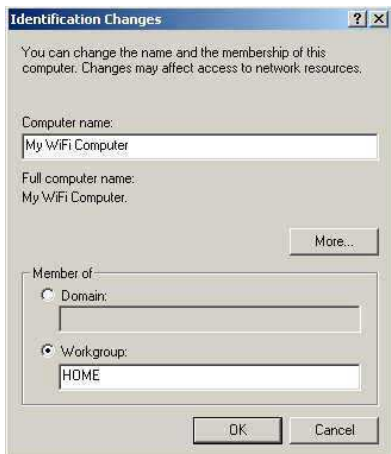 Identification Changes
You can change the name and the membership of this
computer. Changes may affect access to network resources.
Computer name:
My WiFi Computer
Full computer name:
My WiFi Computer.
More...
Member of
Domain:
Workgroup:
HOME
OK
Cancel